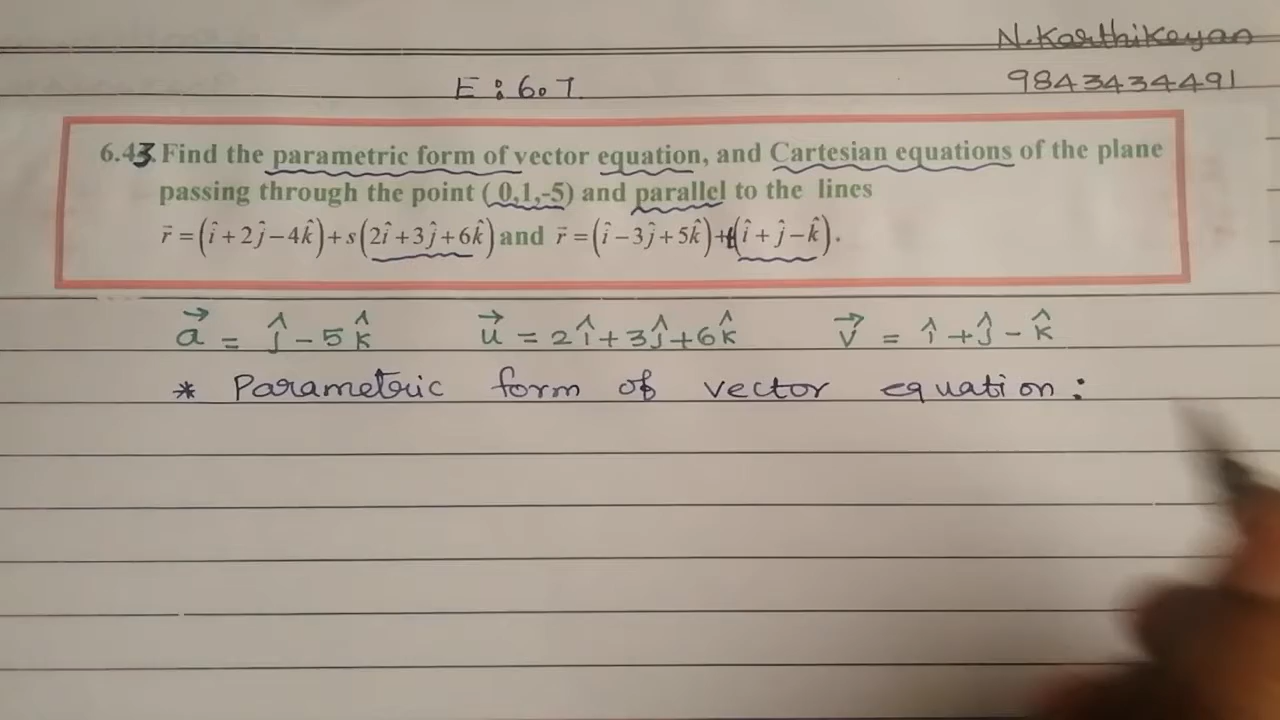 N.Karthikeyan
E: 6.7
9843434491
6.43. Find the parametric form of vector equation, and Cartesian equations of the plane
passing through the point (0,1,-5) and parallel to the lines
r⃗ = (î + 2ĵ − 4k̂) + s(2î + 3ĵ + 6k̂) and r⃗ = (î − 3ĵ + 5k̂) + t(î + ĵ − k̂).
a⃗ = ĵ − 5k̂ u⃗ = 2î + 3ĵ + 6k̂ v⃗ = î + ĵ − k̂
* Parametric form of vector equation: